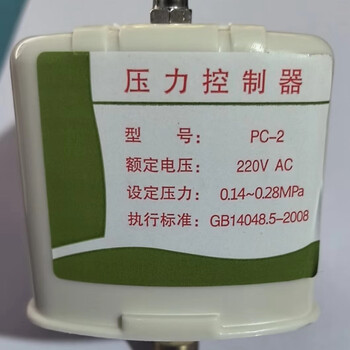 压力控制器
型 号: PC-2
额定电压: 220V AC
设定压力: 0.14~0.28MPa
执行标准: GB14048.5-2008